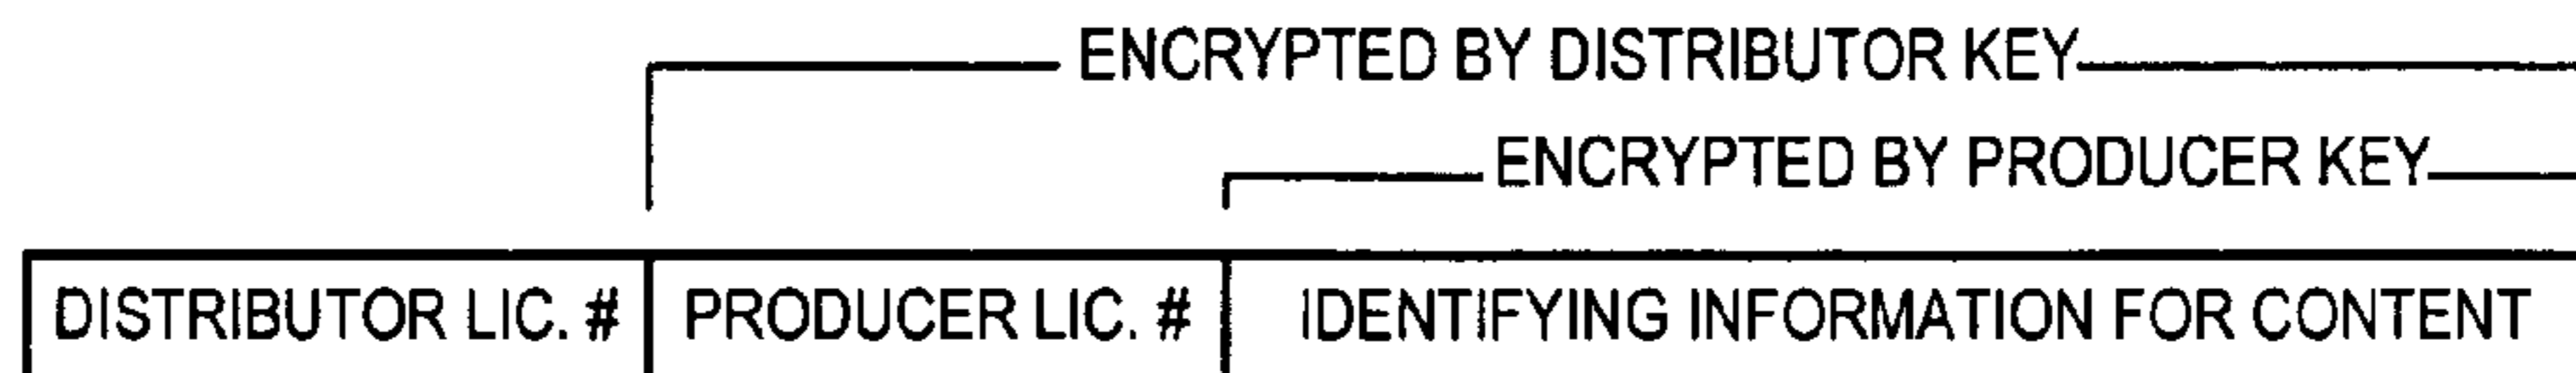 ENCRYPTED BY DISTRIBUTOR KEY
ENCRYPTED BY PRODUCER KEY
DISTRIBUTOR LIC. # PRODUCER LIC. # IDENTIFYING INFORMATION FOR CONTENT